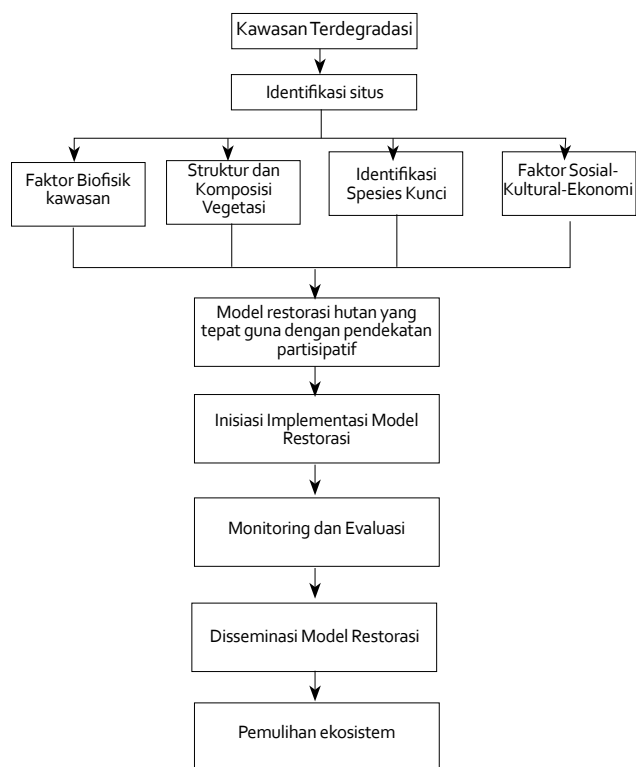 Kawasan Terdegradasi
Identifikasi situs
Faktor Biofisik
kawasan
Struktur dan
Komposisi
Vegetasi
Identifikasi
Spesies Kunci
Faktor Sosial-
Kultural-Ekonomi
Model restorasi hutan yang
tepat guna dengan pendekatan
partisipatif
Inisiasi Implementasi Model
Restorasi
Monitoring dan Evaluasi
Disseminasi Model Restorasi
Pemulihan ekosistem